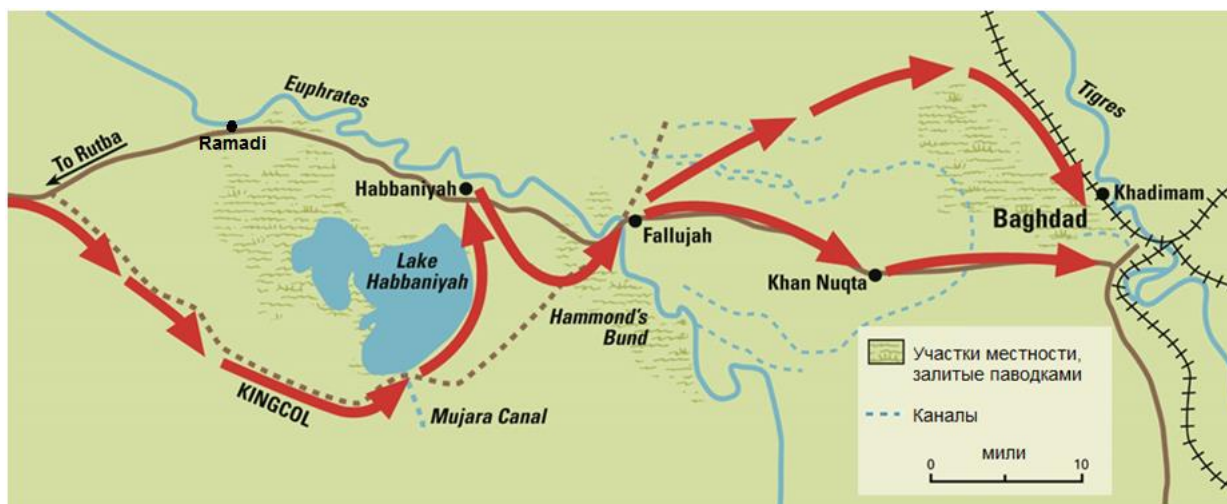 Euphrates
Tigres
Ramadi
To Rutba
Habbaniyah
Khadimam
Baghdad
Fallujah
Lake
Habbaniyah
Khan Nuqta
Hammond's
Bund
KINGCOL
Mujara Canal
Участки местности,
залитые паводками
Каналы
мили
0 10